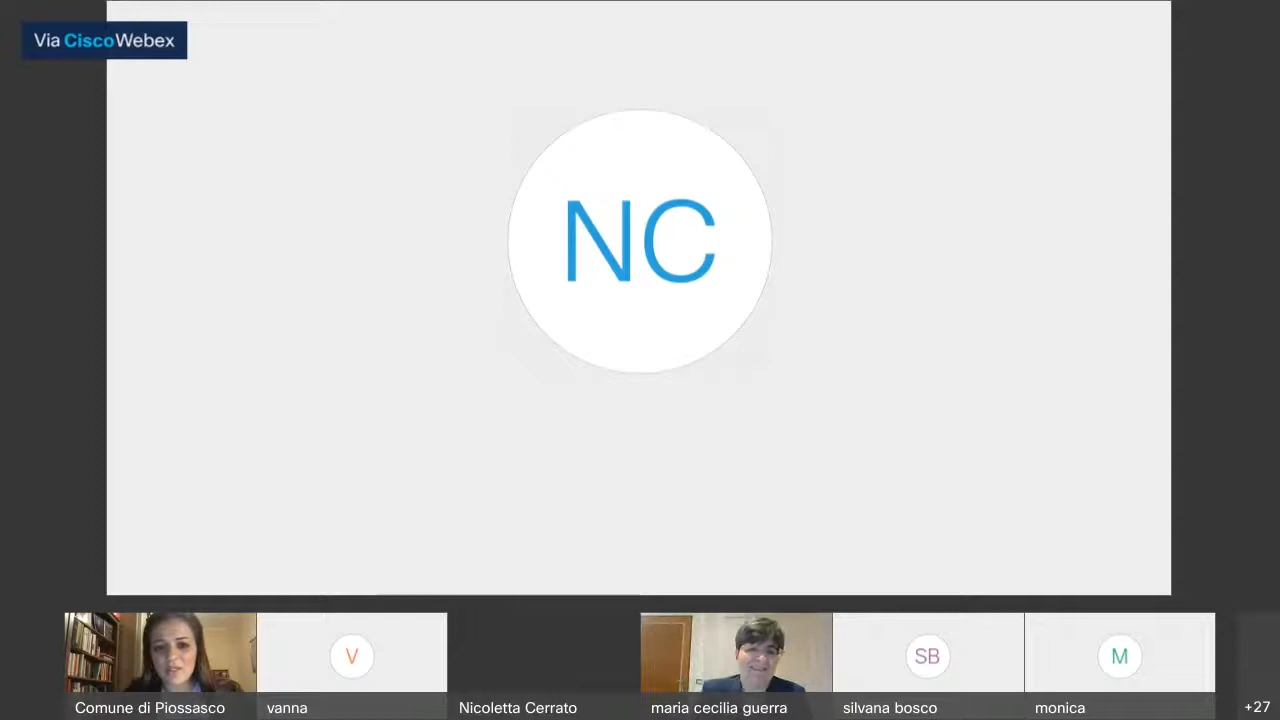 Via CiscoWebex
NC
V
SB
M
Comune di Piossasco
vanna
Nicoletta Cerrato
maria cecilia guerra
silvana bosco
monica
+27